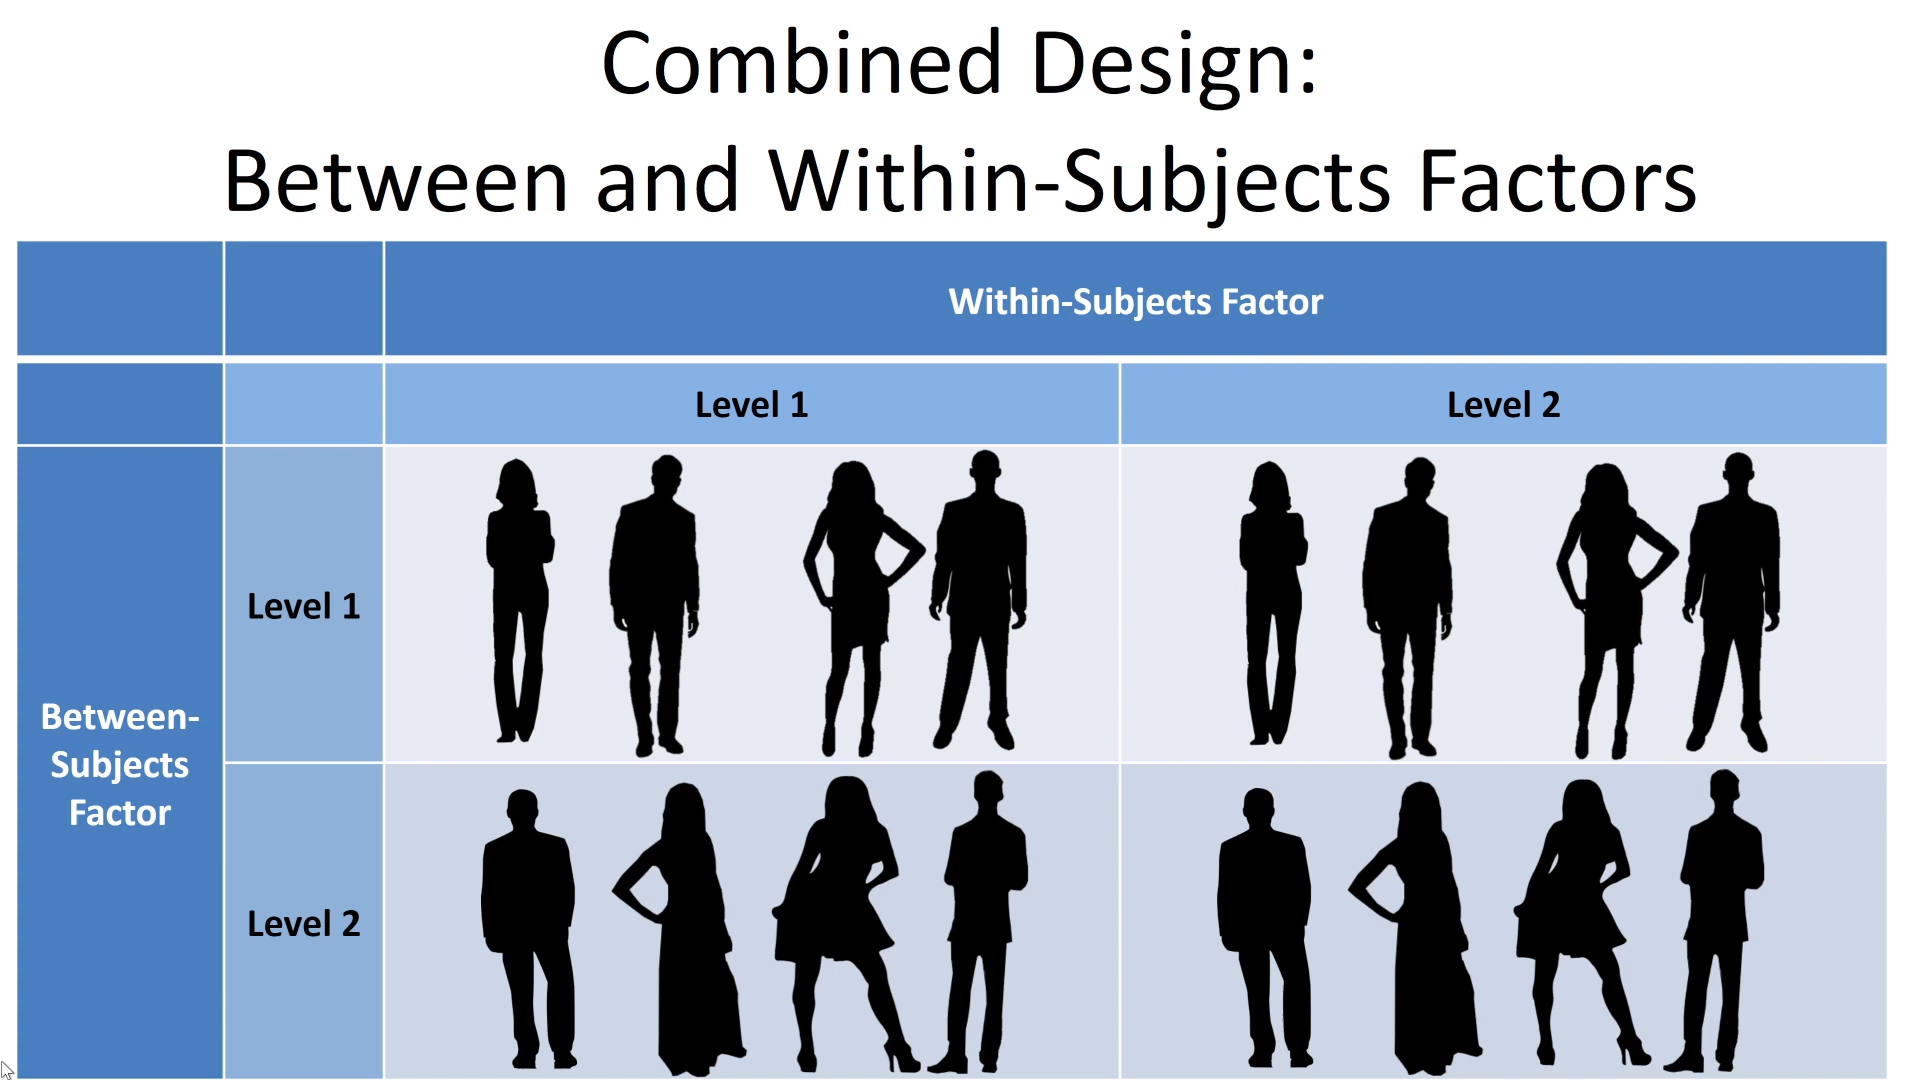 Combined Design:
Between and Within-Subjects Factors
Within-Subjects Factor
Level 1
Level 2
Level 1
Between-
Subjects
Factor
Level 2